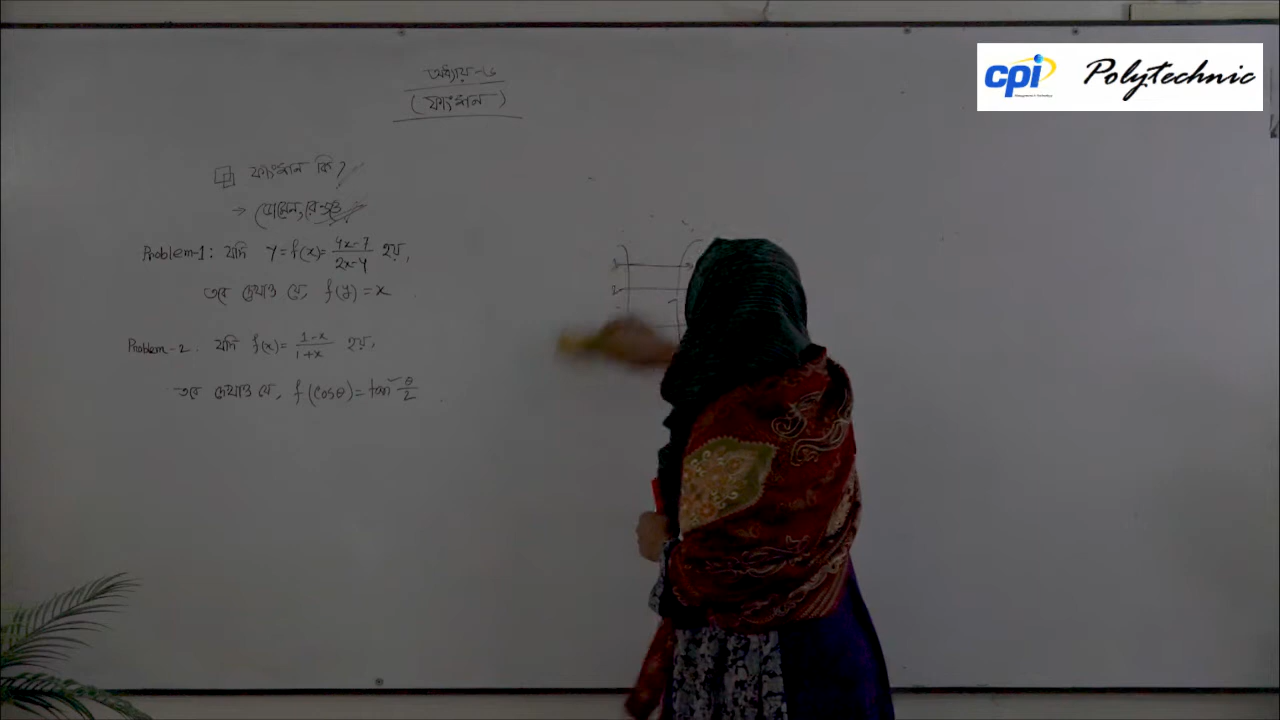 অধ্যায়-৬
(ফাংশন)
ফাংশন কি?
→ ডোমেন, রেঞ্জ
Problem-1: যদি y=f(x)= 4x-7 / 2x-4 হয়,
তবে দেখাও যে, f(y) = x
Problem-2. যদি f(x)= 1-x / 1+x হয়,
তবে দেখাও যে, f(cosθ) = tan² θ/2
cpi Polytechnic